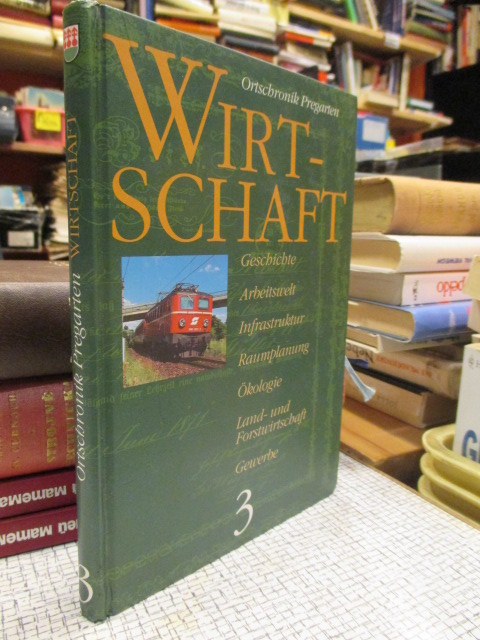 Ortschronik Pregarten
WIRT-
SCHAFT
Geschichte
Arbeitswelt
Infrastruktur
Raumplanung
Ökologie
Land- und
Forstwirtschaft
Gewerbe
3
Ortschronik Pregarten WIRTSCHAFT
3